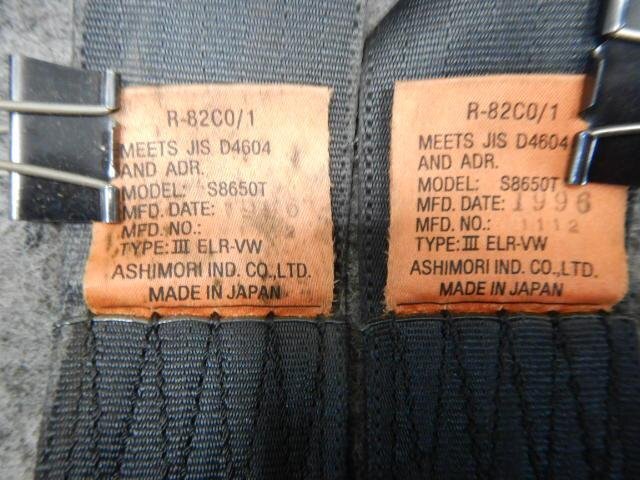 R-82C0/1
MEETS JIS D4604
AND ADR.
MODEL: S8650T
MFD. DATE: 1996
MFD. NO.:
TYPE: III ELR-VW
ASHIMORI IND. CO.,LTD.
MADE IN JAPAN
R-82C0/1
MEETS JIS D4604
AND ADR.
MODEL: S8650T
MFD. DATE: 1996
MFD. NO.: 1112
TYPE: III ELR-VW
ASHIMORI IND. CO.,LTD.
MADE IN JAPAN